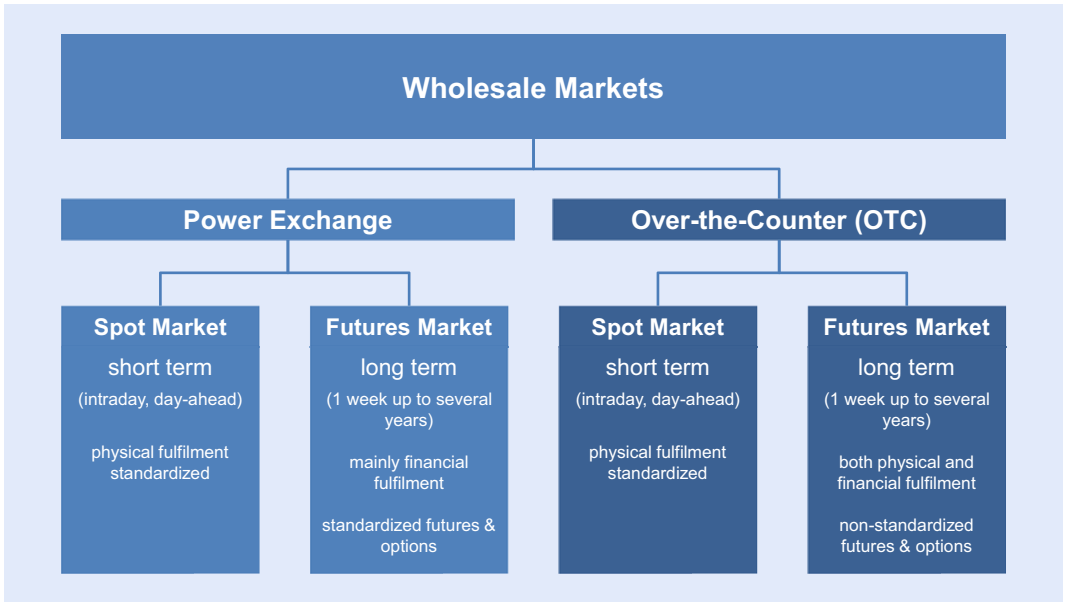 Wholesale Markets
Power Exchange
Over-the-Counter (OTC)
Spot Market
short term
(intraday, day-ahead)
physical fulfilment
standardized
Futures Market
long term
(1 week up to several
years)
mainly financial
fulfilment
standardized futures &
options
Spot Market
short term
(intraday, day-ahead)
physical fulfilment
standardized
Futures Market
long term
(1 week up to several
years)
both physical and
financial fulfilment
non-standardized
futures & options